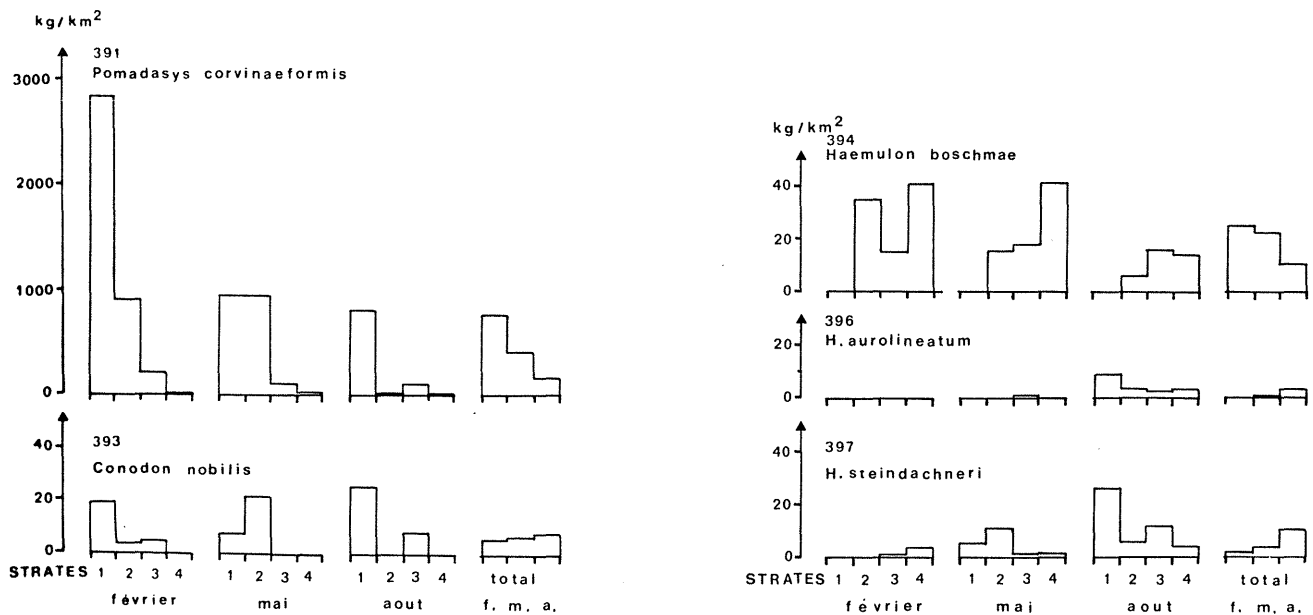 kg/km²
391
Pomadasys corvinaeformis
3000
2000
1000
0
393
Conodon nobilis
40
20
0
STRATES 1 2 3 4 1 2 3 4 1 2 3 4 total
février mai aout f. m. a.
kg/km²
394
Haemulon boschmae
40
20
0
396
H. aurolineatum
20
0
397
H. steindachneri
40
20
0
STRATES 1 2 3 4 1 2 3 4 1 2 3 4 total
février mai aout f. m. a.